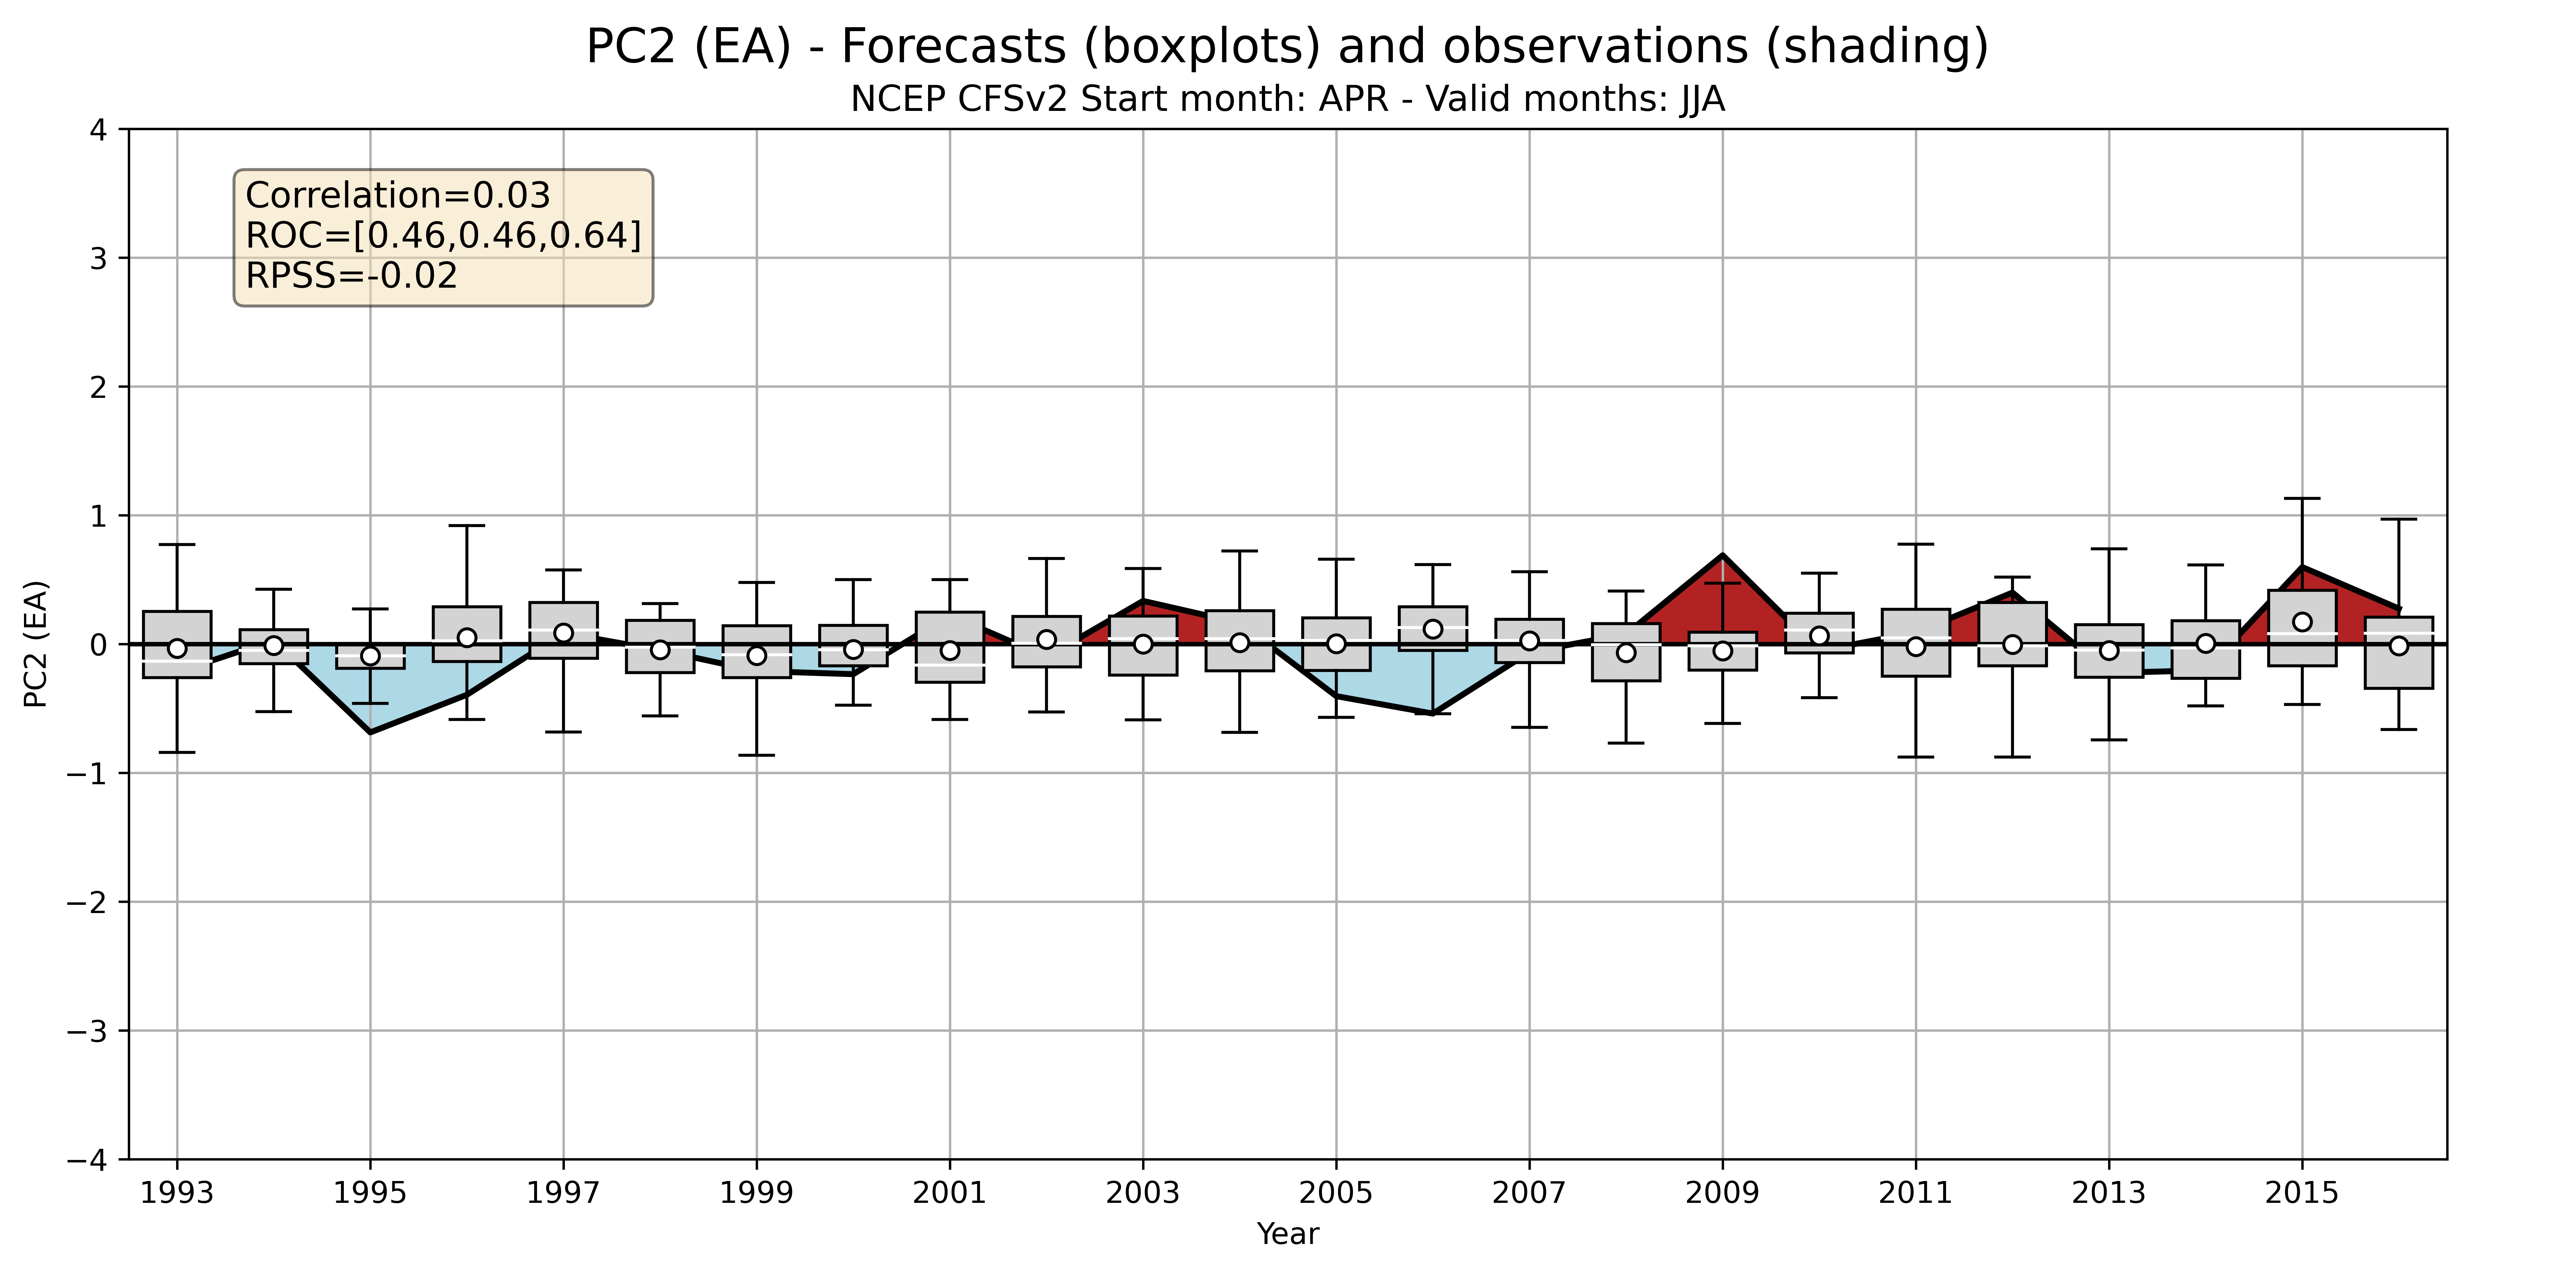 PC2 (EA) - Forecasts (boxplots) and observations (shading)
NCEP CFSv2 Start month: APR - Valid months: JJA
Correlation=0.03
ROC=[0.46,0.46,0.64]
RPSS=-0.02
PC2 (EA)
4
3
2
1
0
−1
−2
−3
−4
1993 1995 1997 1999 2001 2003 2005 2007 2009 2011 2013 2015
Year